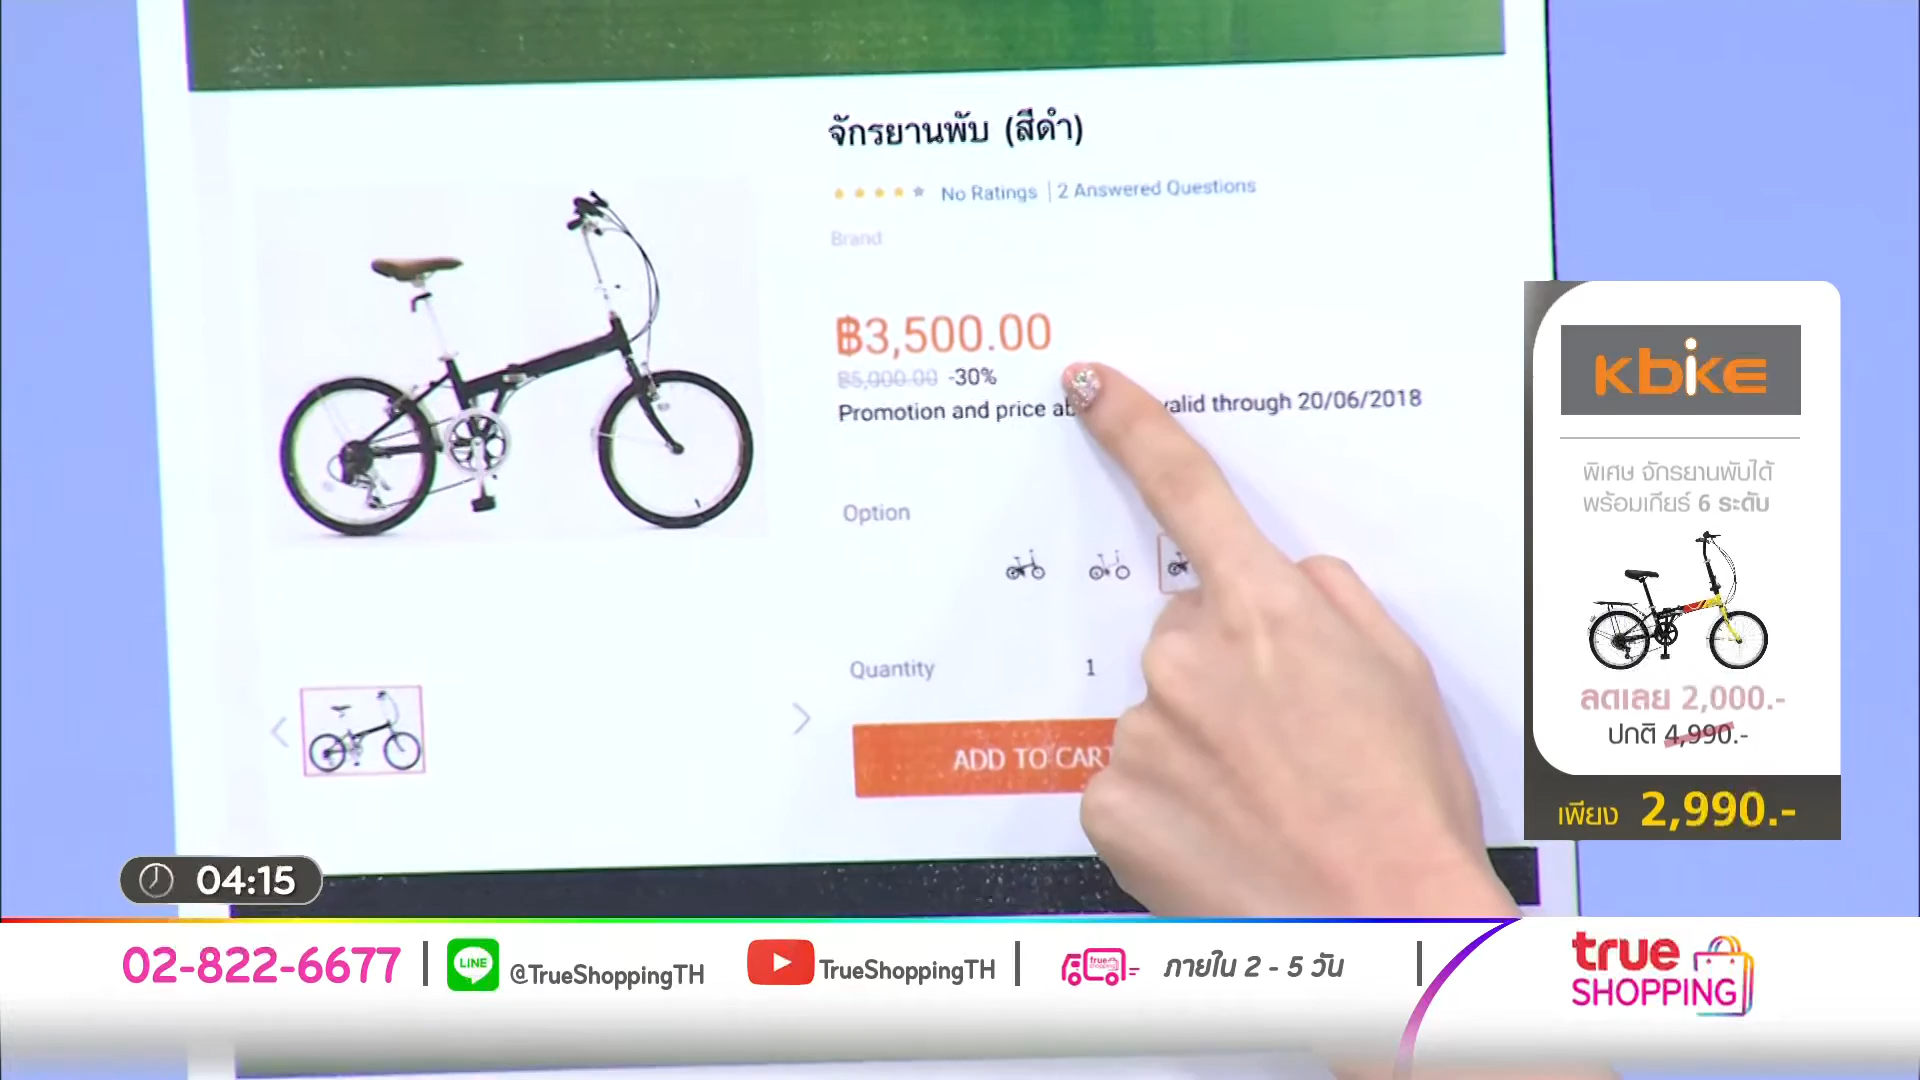 จักรยานพับ (สีดำ)
No Ratings | 2 Answered Questions
Brand
฿3,500.00
฿5,000.00 -30%
Promotion and price valid through 20/06/2018
Option
Quantity 1
ADD TO CART
KBIKE
พิเศษ จักรยานพับได้
พร้อมเกียร์ 6 ระดับ
ลดเลย 2,000.-
ปกติ 4,990.-
เพียง 2,990.-
04:15
02-822-6677 | LINE @TrueShoppingTH TrueShoppingTH | ภายใน 2 - 5 วัน |
true
SHOPPING